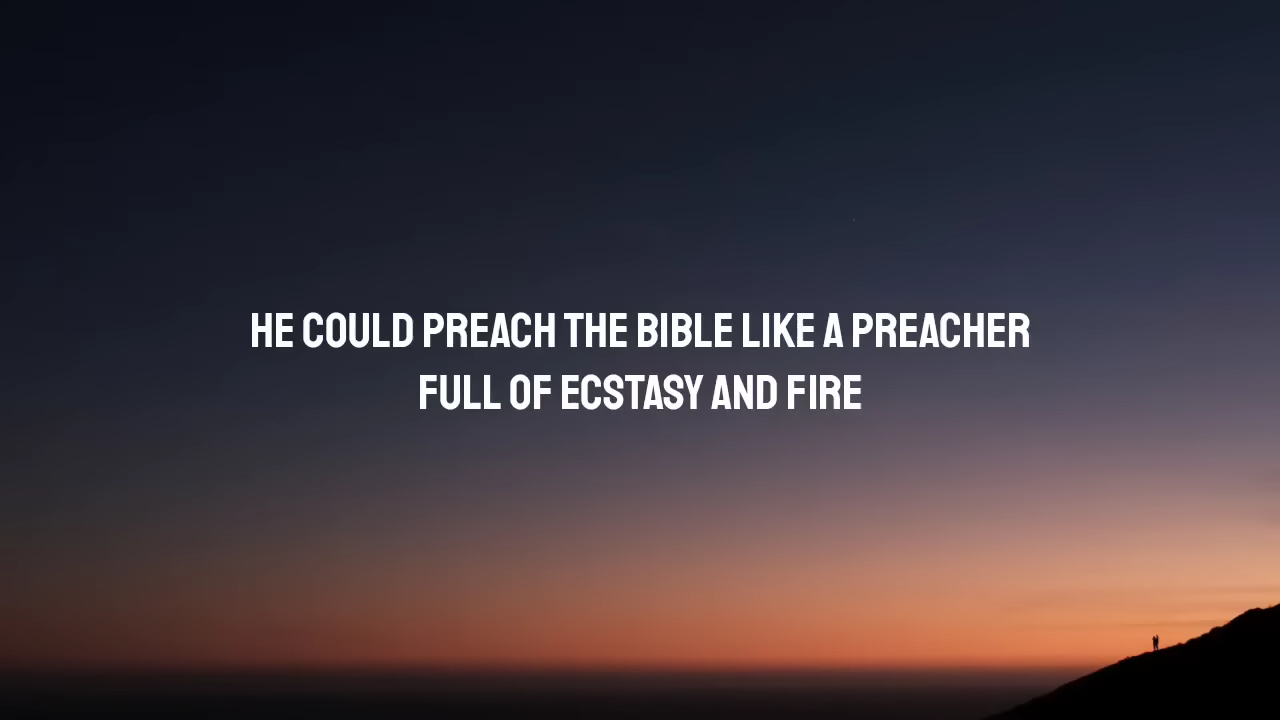 HE COULD PREACH THE BIBLE LIKE A PREACHER
FULL OF ECSTASY AND FIRE